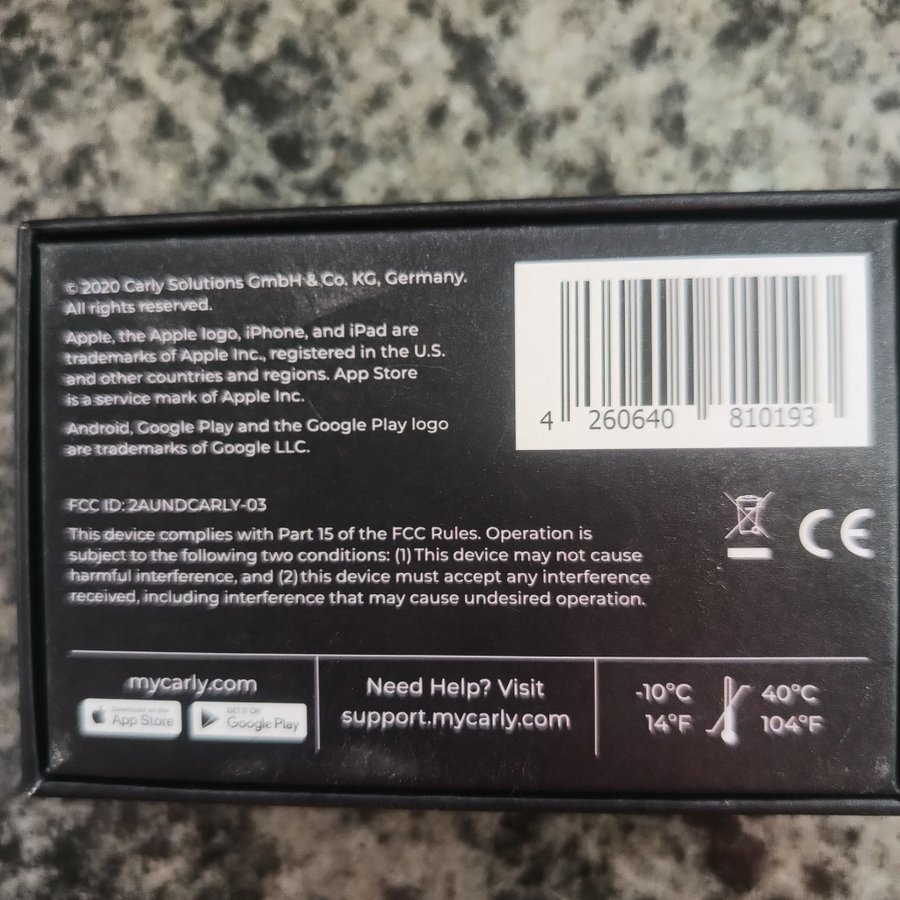 © 2020 Carly Solutions GmbH & Co. KG, Germany.
All rights reserved.
Apple, the Apple logo, iPhone, and iPad are
trademarks of Apple Inc., registered in the U.S.
and other countries and regions. App Store
is a service mark of Apple Inc.
Android, Google Play and the Google Play logo
are trademarks of Google LLC.
4 260640 810193
FCC ID: 2AUNDCARLY-03
This device complies with Part 15 of the FCC Rules. Operation is
subject to the following two conditions: (1) This device may not cause
harmful interference, and (2) this device must accept any interference
received, including interference that may cause undesired operation.
CE
mycarly.com
Download on the
App Store
GET IT ON
Google Play
Need Help? Visit
support.mycarly.com
-10°C 40°C
14°F 104°F